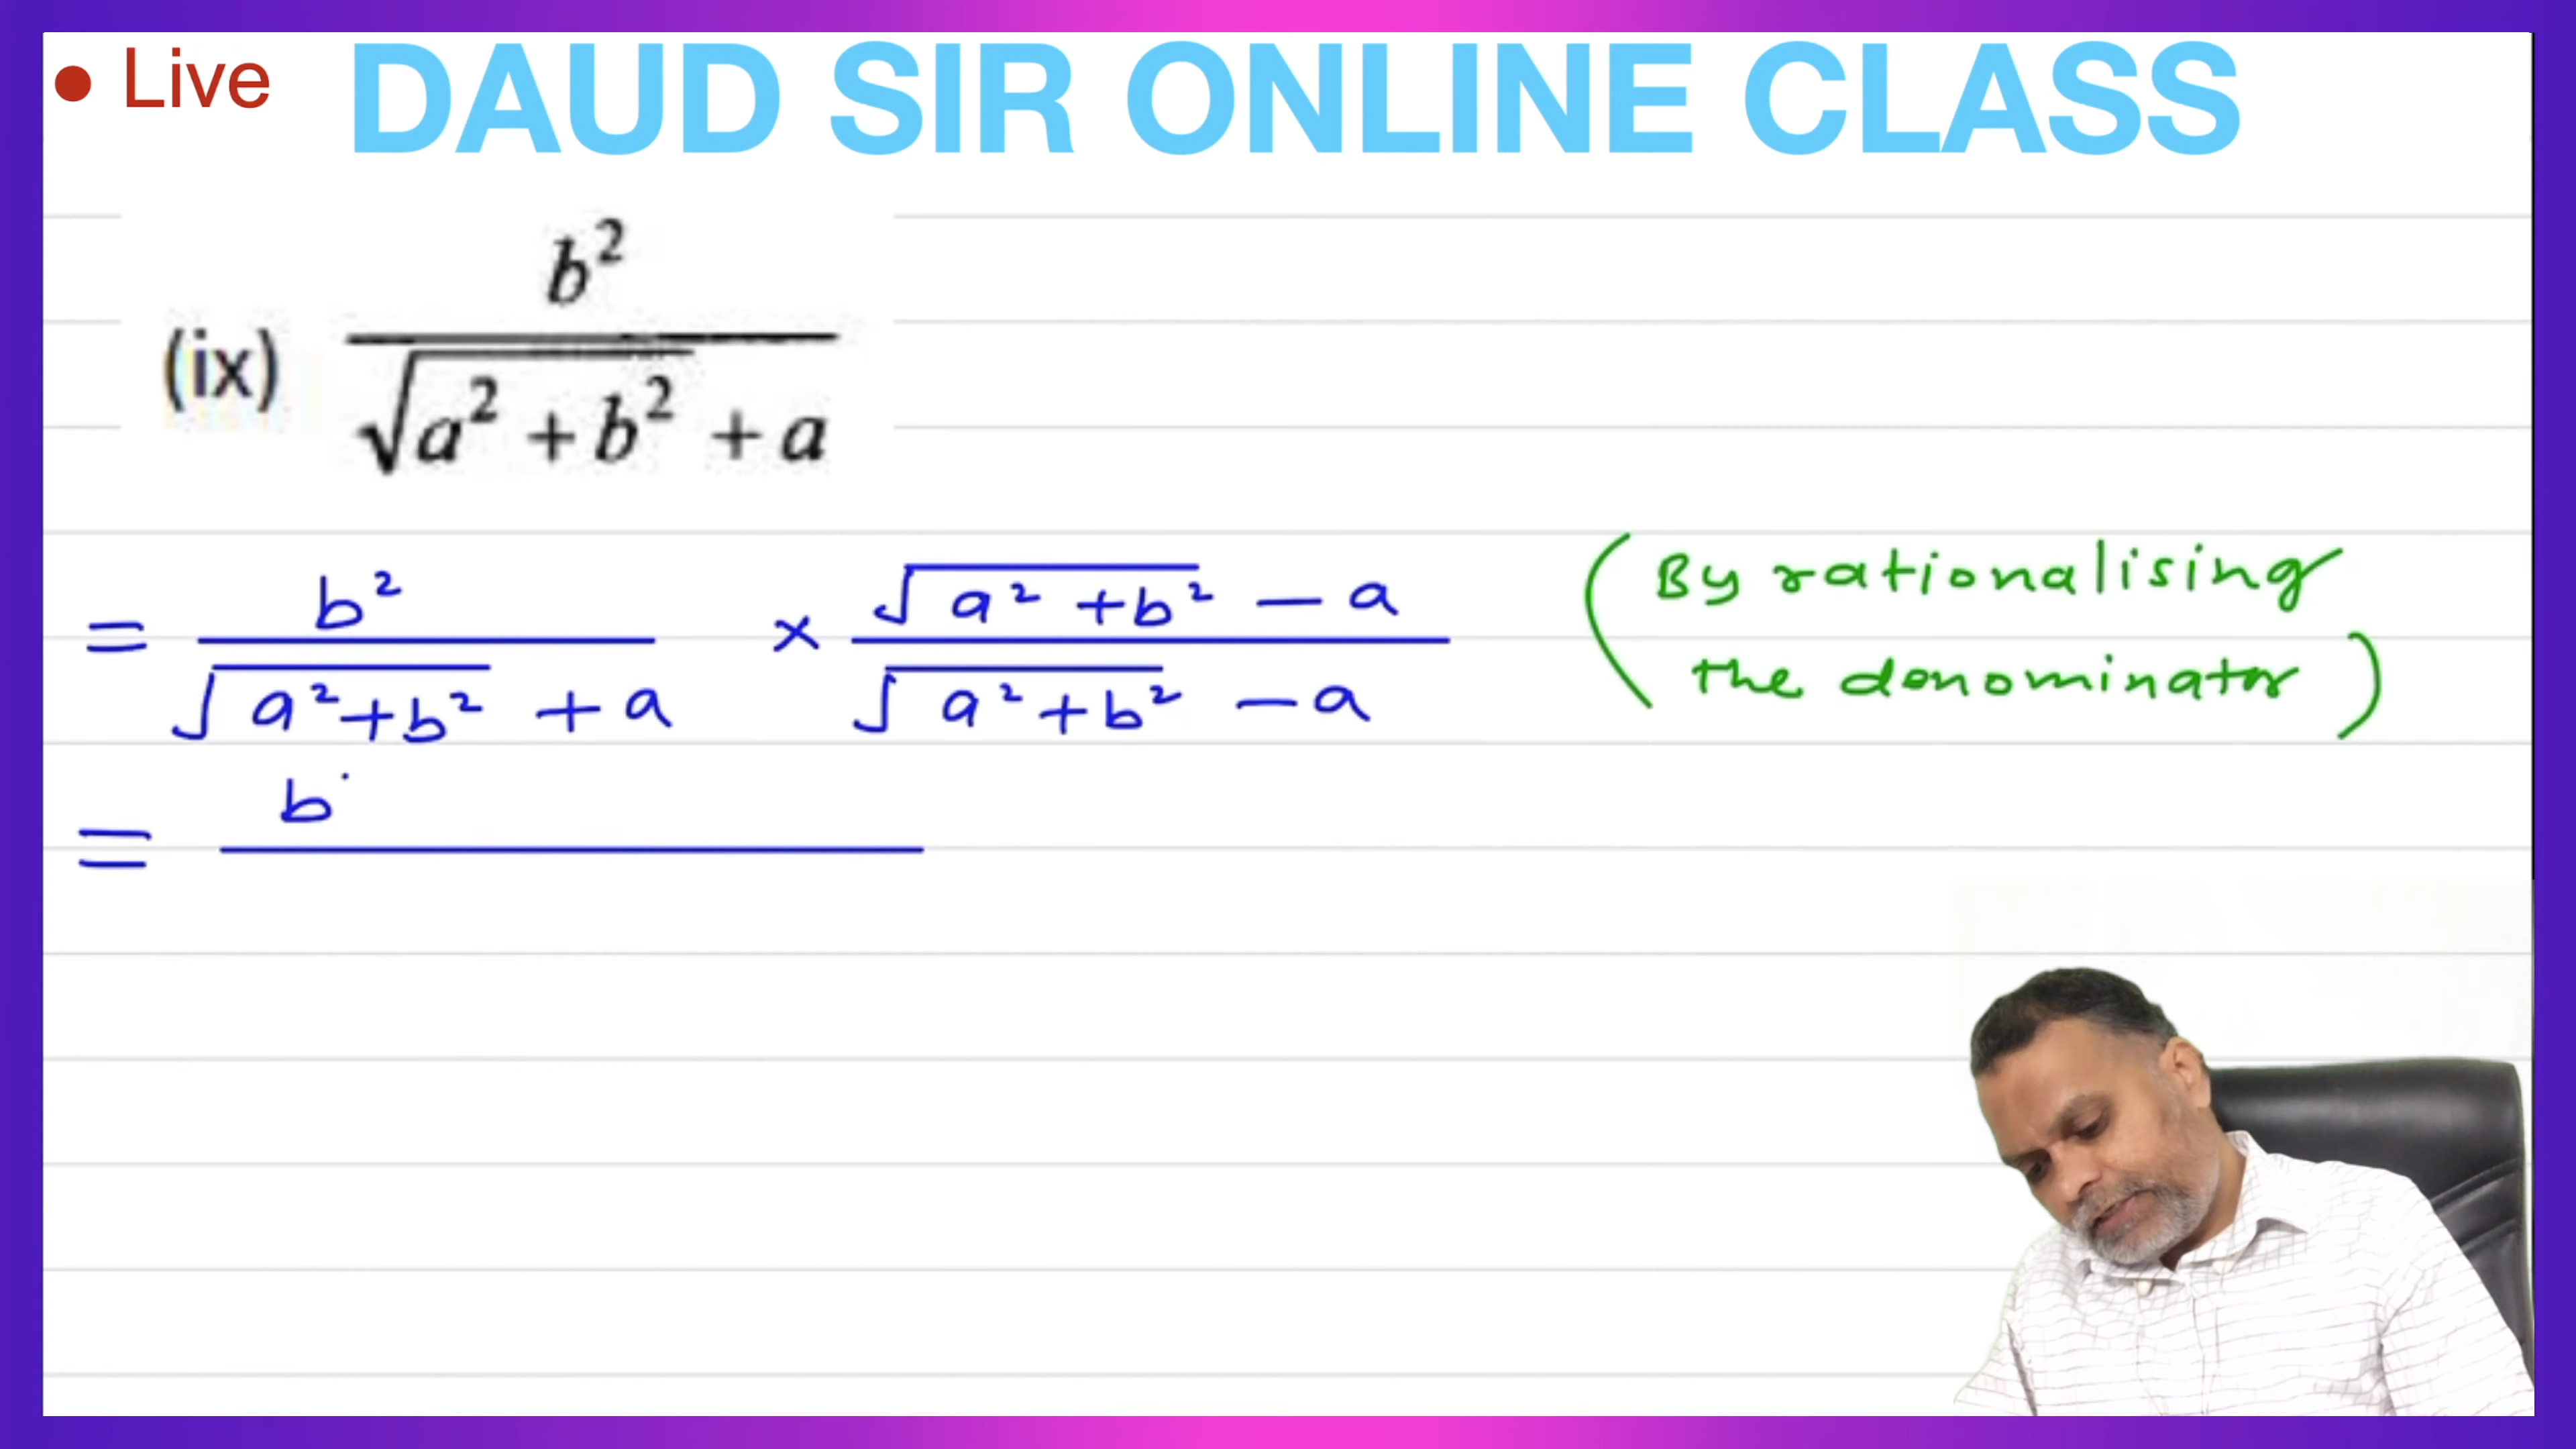 • Live DAUD SIR ONLINE CLASS
(ix) b² / (√(a² + b²) + a)
= b² / (√(a²+b²) + a) × (√(a² +b²) − a) / (√(a²+b²) − a) (By rationalising
the denominator)
= b